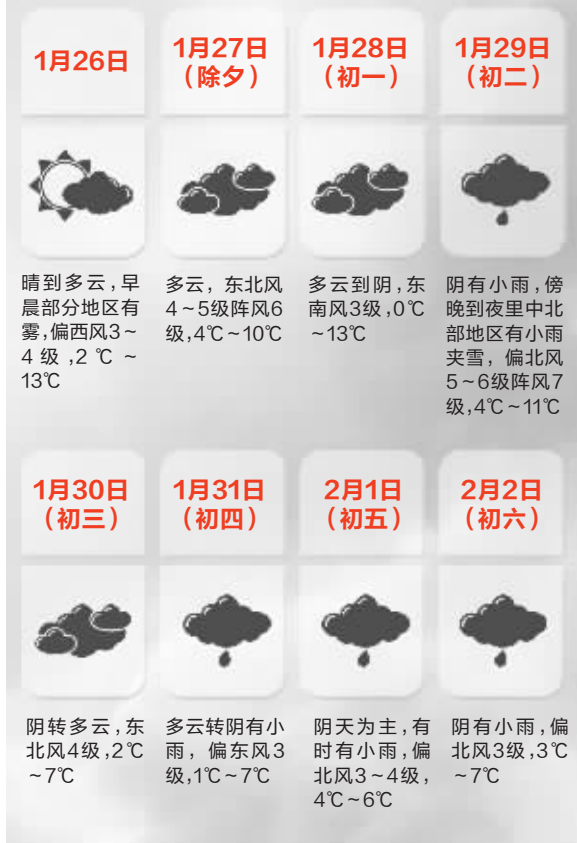 1月26日
1月27日
（除夕）
1月28日
（初一）
1月29日
（初二）
晴到多云，早
晨部分地区有
雾，偏西风3～
4级，2℃～
13℃
多云，东北风
4～5级阵风6
级，4℃～10℃
多云到阴，东
南风3级，0℃
～13℃
阴有小雨，傍
晚到夜里中北
部地区有小雨
夹雪，偏北风
5～6级阵风7
级，4℃～11℃
1月30日
（初三）
1月31日
（初四）
2月1日
（初五）
2月2日
（初六）
阴转多云，东
北风4级，2℃
～7℃
多云转阴有小
雨，偏东风3
级，1℃～7℃
阴天为主，有
时有小雨，偏
北风3～4级，
4℃～6℃
阴有小雨，偏
北风3级，3℃
～7℃